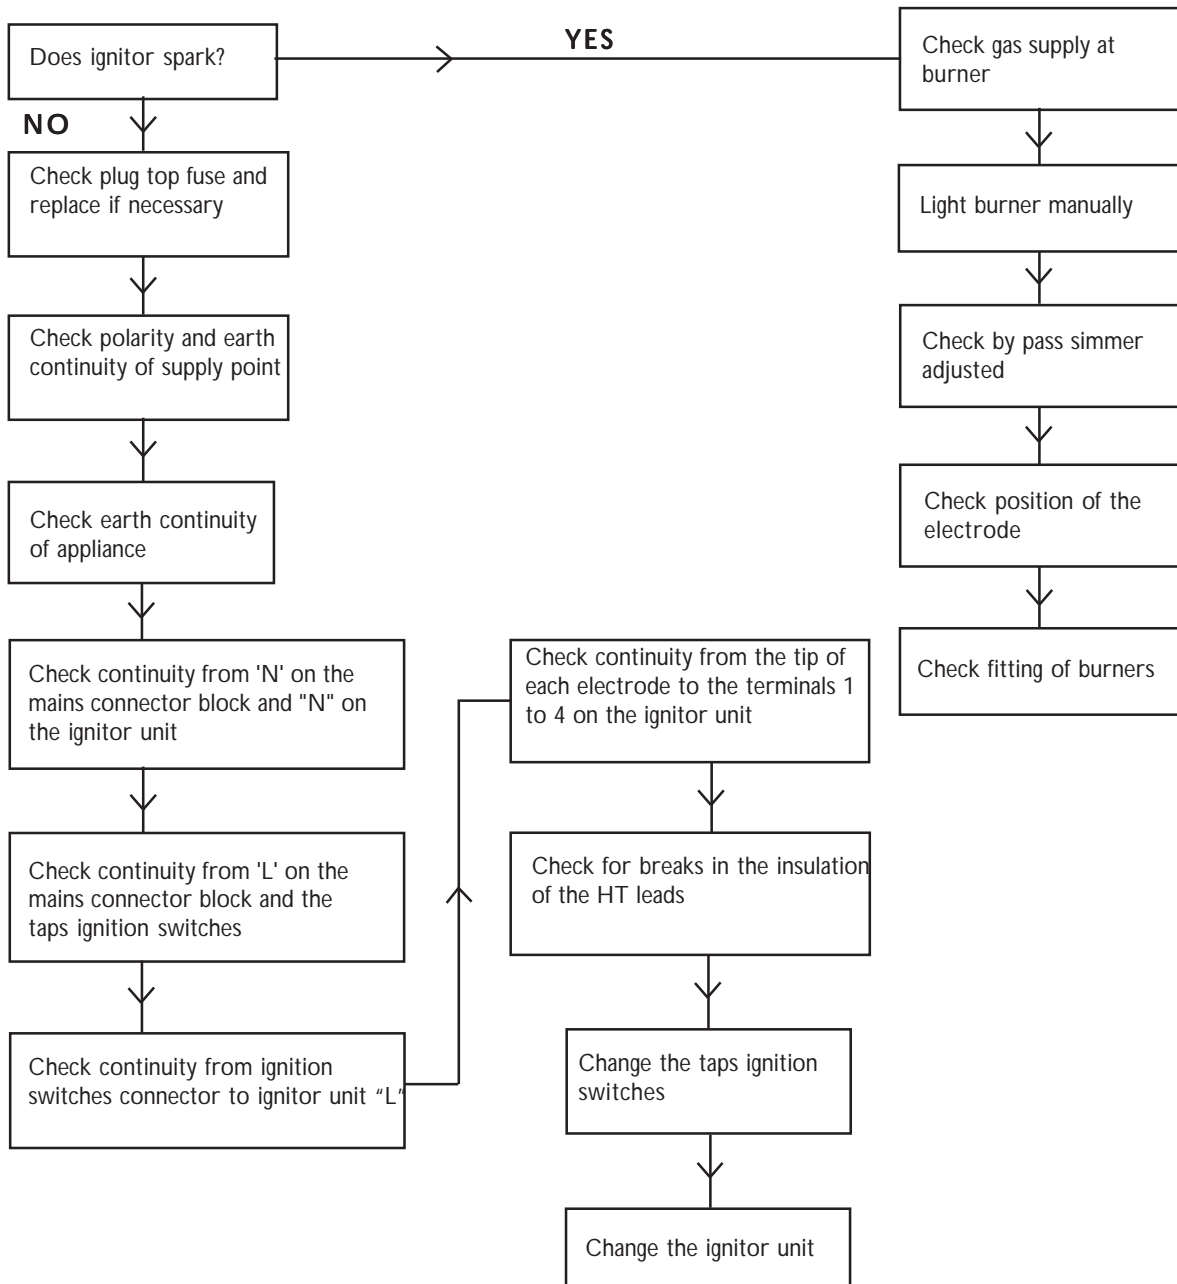 Does ignitor spark?
YES
NO
Check plug top fuse and
replace if necessary
Check polarity and earth
continuity of supply point
Check earth continuity
of appliance
Check continuity from 'N' on the
mains connector block and "N" on
the ignitor unit
Check continuity from 'L' on the
mains connector block and the
taps ignition switches
Check continuity from ignition
switches connector to ignitor unit “L”
Check continuity from the tip of
each electrode to the terminals 1
to 4 on the ignitor unit
Check for breaks in the insulation
of the HT leads
Change the taps ignition
switches
Change the ignitor unit
Check gas supply at
burner
Light burner manually
Check by pass simmer
adjusted
Check position of the
electrode
Check fitting of burners